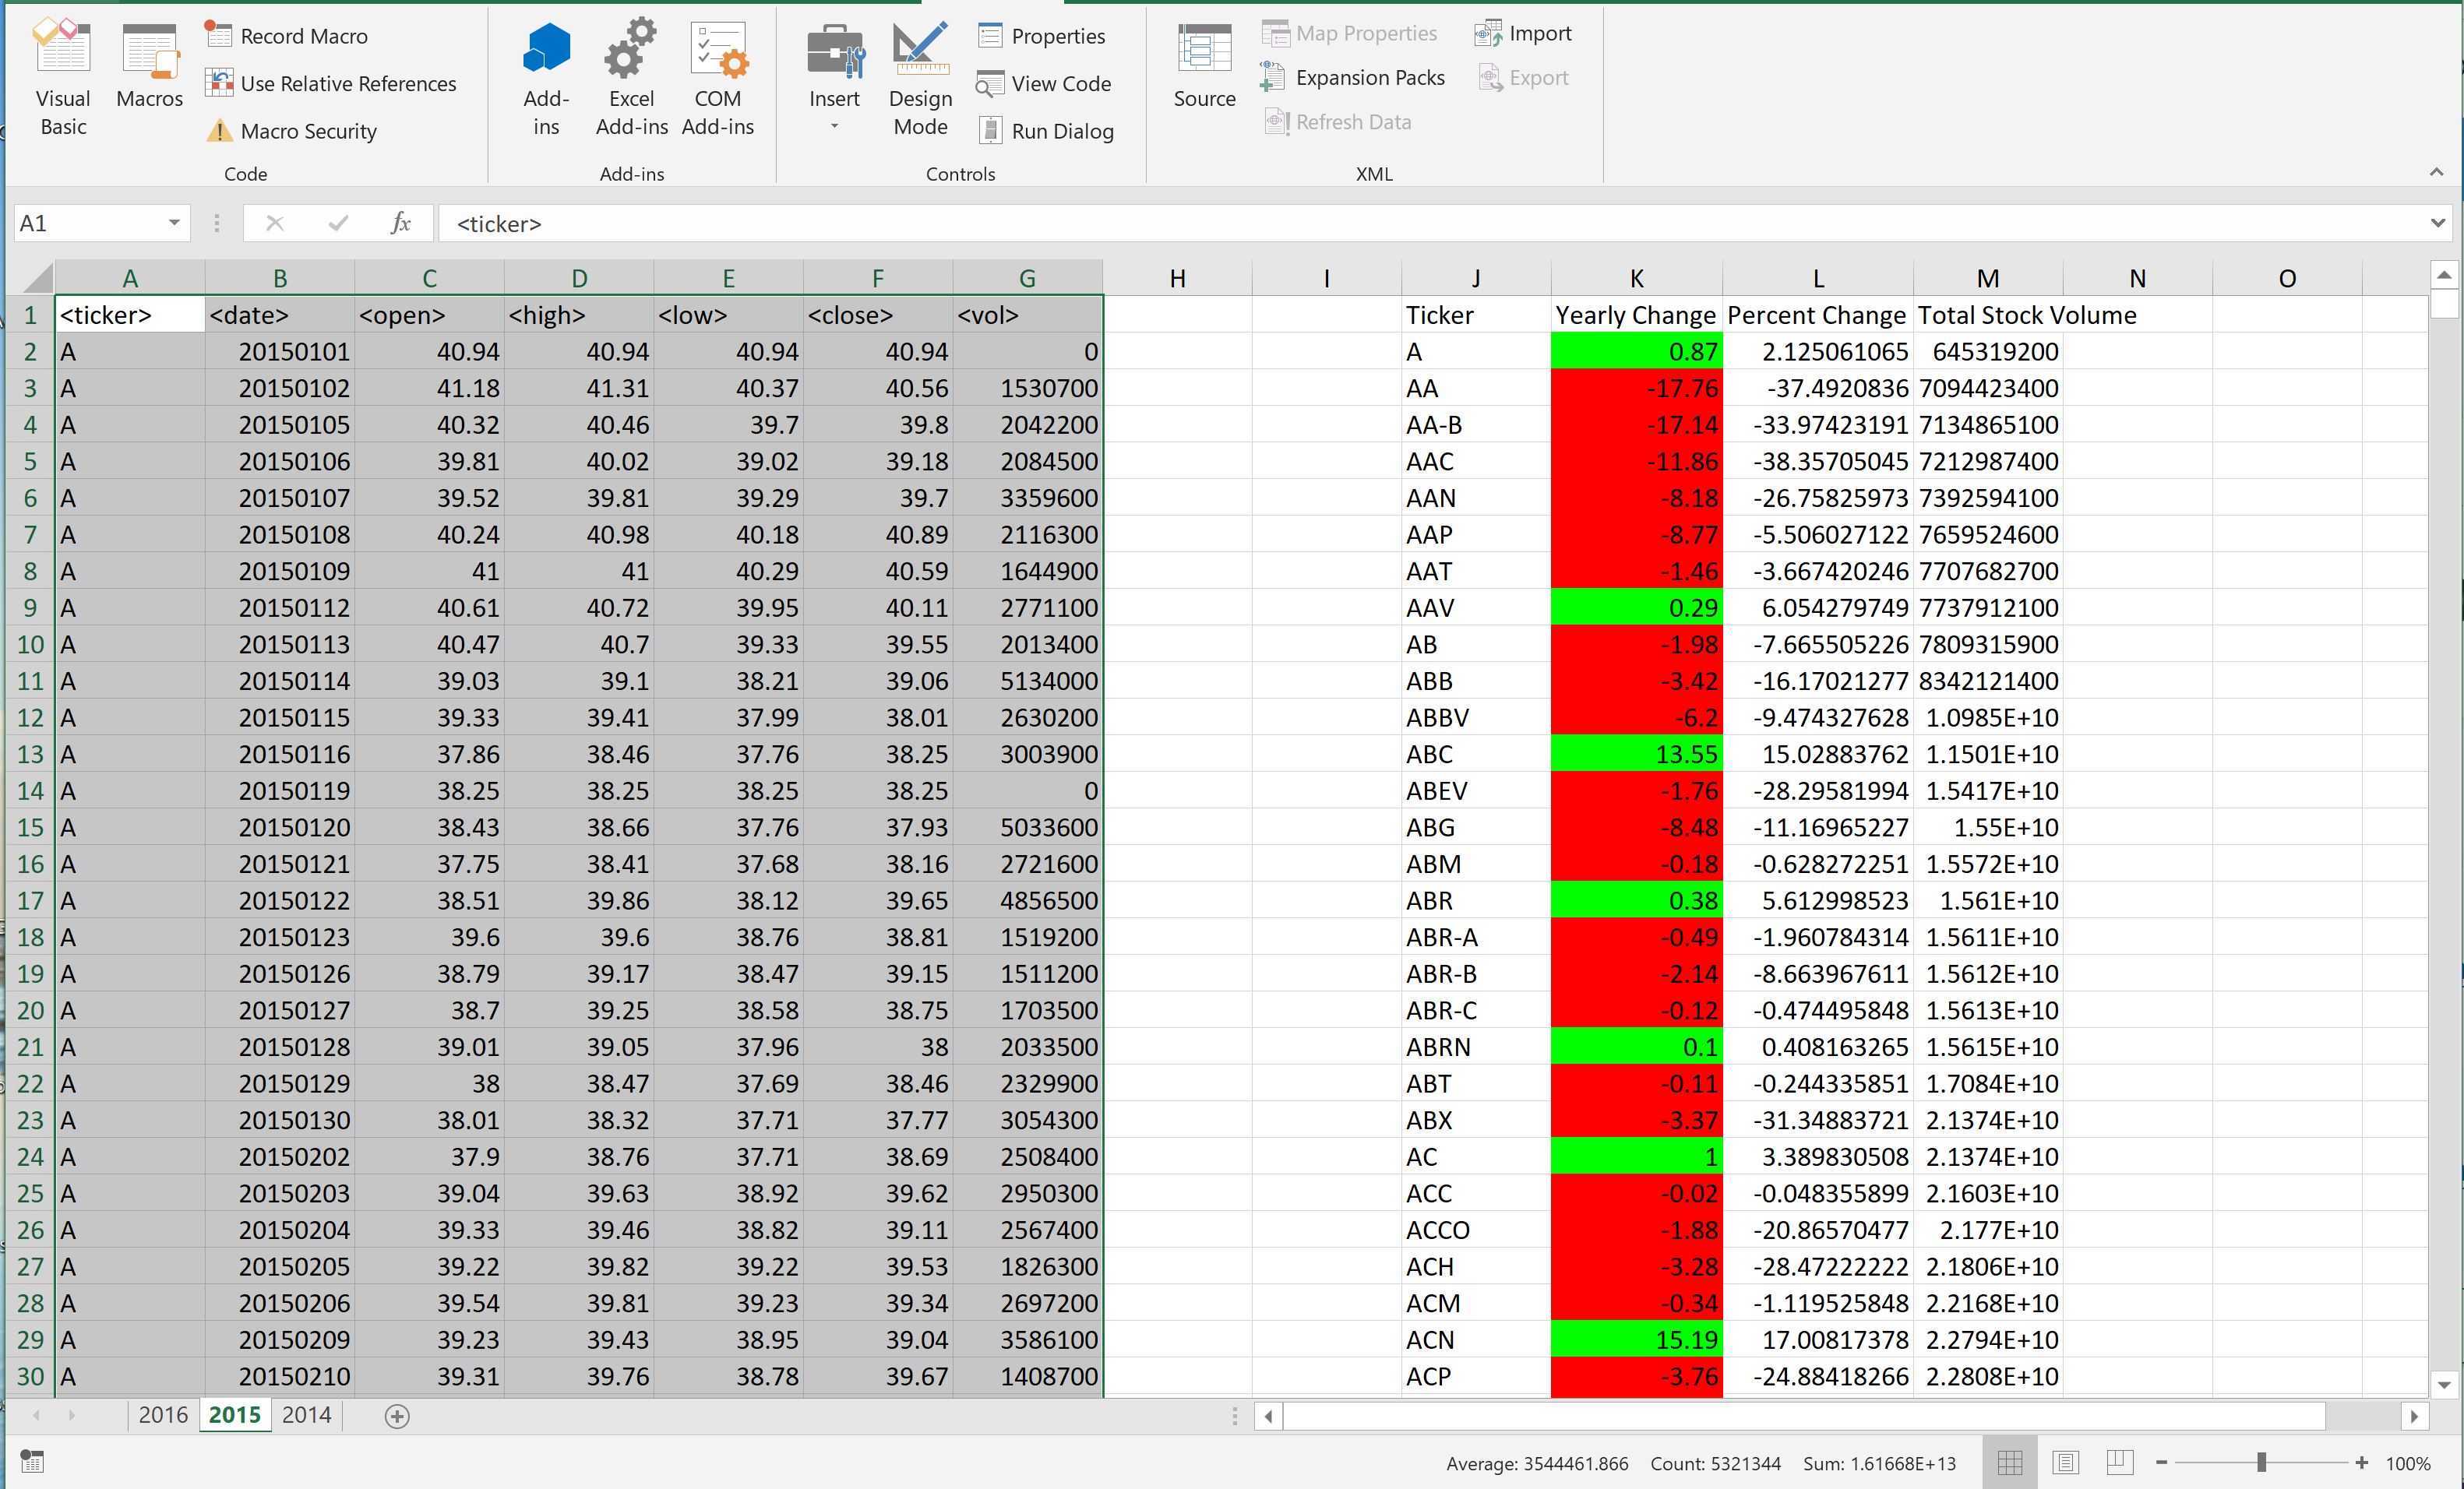 Visual Basic
Macros
Record Macro
Use Relative References
Macro Security
Code
Add-ins
Excel Add-ins
COM Add-ins
Add-ins
Insert
Design Mode
Properties
View Code
Run Dialog
Controls
Source
Map Properties
Expansion Packs
Refresh Data
Import
Export
XML
A1 fx <ticker>
A B C D E F G H I J K L M N O
1 <ticker> <date> <open> <high> <low> <close> <vol> Ticker Yearly Change Percent Change Total Stock Volume
2 A 20150101 40.94 40.94 40.94 40.94 0 A 0.87 2.125061065 645319200
3 A 20150102 41.18 41.31 40.37 40.56 1530700 AA -17.76 -37.4920836 7094423400
4 A 20150105 40.32 40.46 39.7 39.8 2042200 AA-B -17.14 -33.97423191 7134865100
5 A 20150106 39.81 40.02 39.02 39.18 2084500 AAC -11.86 -38.35705045 7212987400
6 A 20150107 39.52 39.81 39.29 39.7 3359600 AAN -8.18 -26.75825973 7392594100
7 A 20150108 40.24 40.98 40.18 40.89 2116300 AAP -8.77 -5.506027122 7659524600
8 A 20150109 41 41 40.29 40.59 1644900 AAT -1.46 -3.667420246 7707682700
9 A 20150112 40.61 40.72 39.95 40.11 2771100 AAV 0.29 6.054279749 7737912100
10 A 20150113 40.47 40.7 39.33 39.55 2013400 AB -1.98 -7.665505226 7809315900
11 A 20150114 39.03 39.1 38.21 39.06 5134000 ABB -3.42 -16.17021277 8342121400
12 A 20150115 39.33 39.41 37.99 38.01 2630200 ABBV -6.2 -9.474327628 1.0985E+10
13 A 20150116 37.86 38.46 37.76 38.25 3003900 ABC 13.55 15.02883762 1.1501E+10
14 A 20150119 38.25 38.25 38.25 38.25 0 ABEV -1.76 -28.29581994 1.5417E+10
15 A 20150120 38.43 38.66 37.76 37.93 5033600 ABG -8.48 -11.16965227 1.55E+10
16 A 20150121 37.75 38.41 37.68 38.16 2721600 ABM -0.18 -0.628272251 1.5572E+10
17 A 20150122 38.51 39.86 38.12 39.65 4856500 ABR 0.38 5.612998523 1.561E+10
18 A 20150123 39.6 39.6 38.76 38.81 1519200 ABR-A -0.49 -1.960784314 1.5611E+10
19 A 20150126 38.79 39.17 38.47 39.15 1511200 ABR-B -2.14 -8.663967611 1.5612E+10
20 A 20150127 38.7 39.25 38.58 38.75 1703500 ABR-C -0.12 -0.474495848 1.5613E+10
21 A 20150128 39.01 39.05 37.96 38 2033500 ABRN 0.1 0.408163265 1.5615E+10
22 A 20150129 38 38.47 37.69 38.46 2329900 ABT -0.11 -0.244335851 1.7084E+10
23 A 20150130 38.01 38.32 37.71 37.77 3054300 ABX -3.37 -31.34883721 2.1374E+10
24 A 20150202 37.9 38.76 37.71 38.69 2508400 AC 1 3.389830508 2.1374E+10
25 A 20150203 39.04 39.63 38.92 39.62 2950300 ACC -0.02 -0.048355899 2.1603E+10
26 A 20150204 39.33 39.46 38.82 39.11 2567400 ACCO -1.88 -20.86570477 2.177E+10
27 A 20150205 39.22 39.82 39.22 39.53 1826300 ACH -3.28 -28.47222222 2.1806E+10
28 A 20150206 39.54 39.81 39.23 39.34 2697200 ACM -0.34 -1.119525848 2.2168E+10
29 A 20150209 39.23 39.43 38.95 39.04 3586100 ACN 15.19 17.00817378 2.2794E+10
30 A 20150210 39.31 39.76 38.78 39.67 1408700 ACP -3.76 -24.88418266 2.2808E+10
2016 2015 2014
Average: 3544461.866 Count: 5321344 Sum: 1.61668E+13 100%